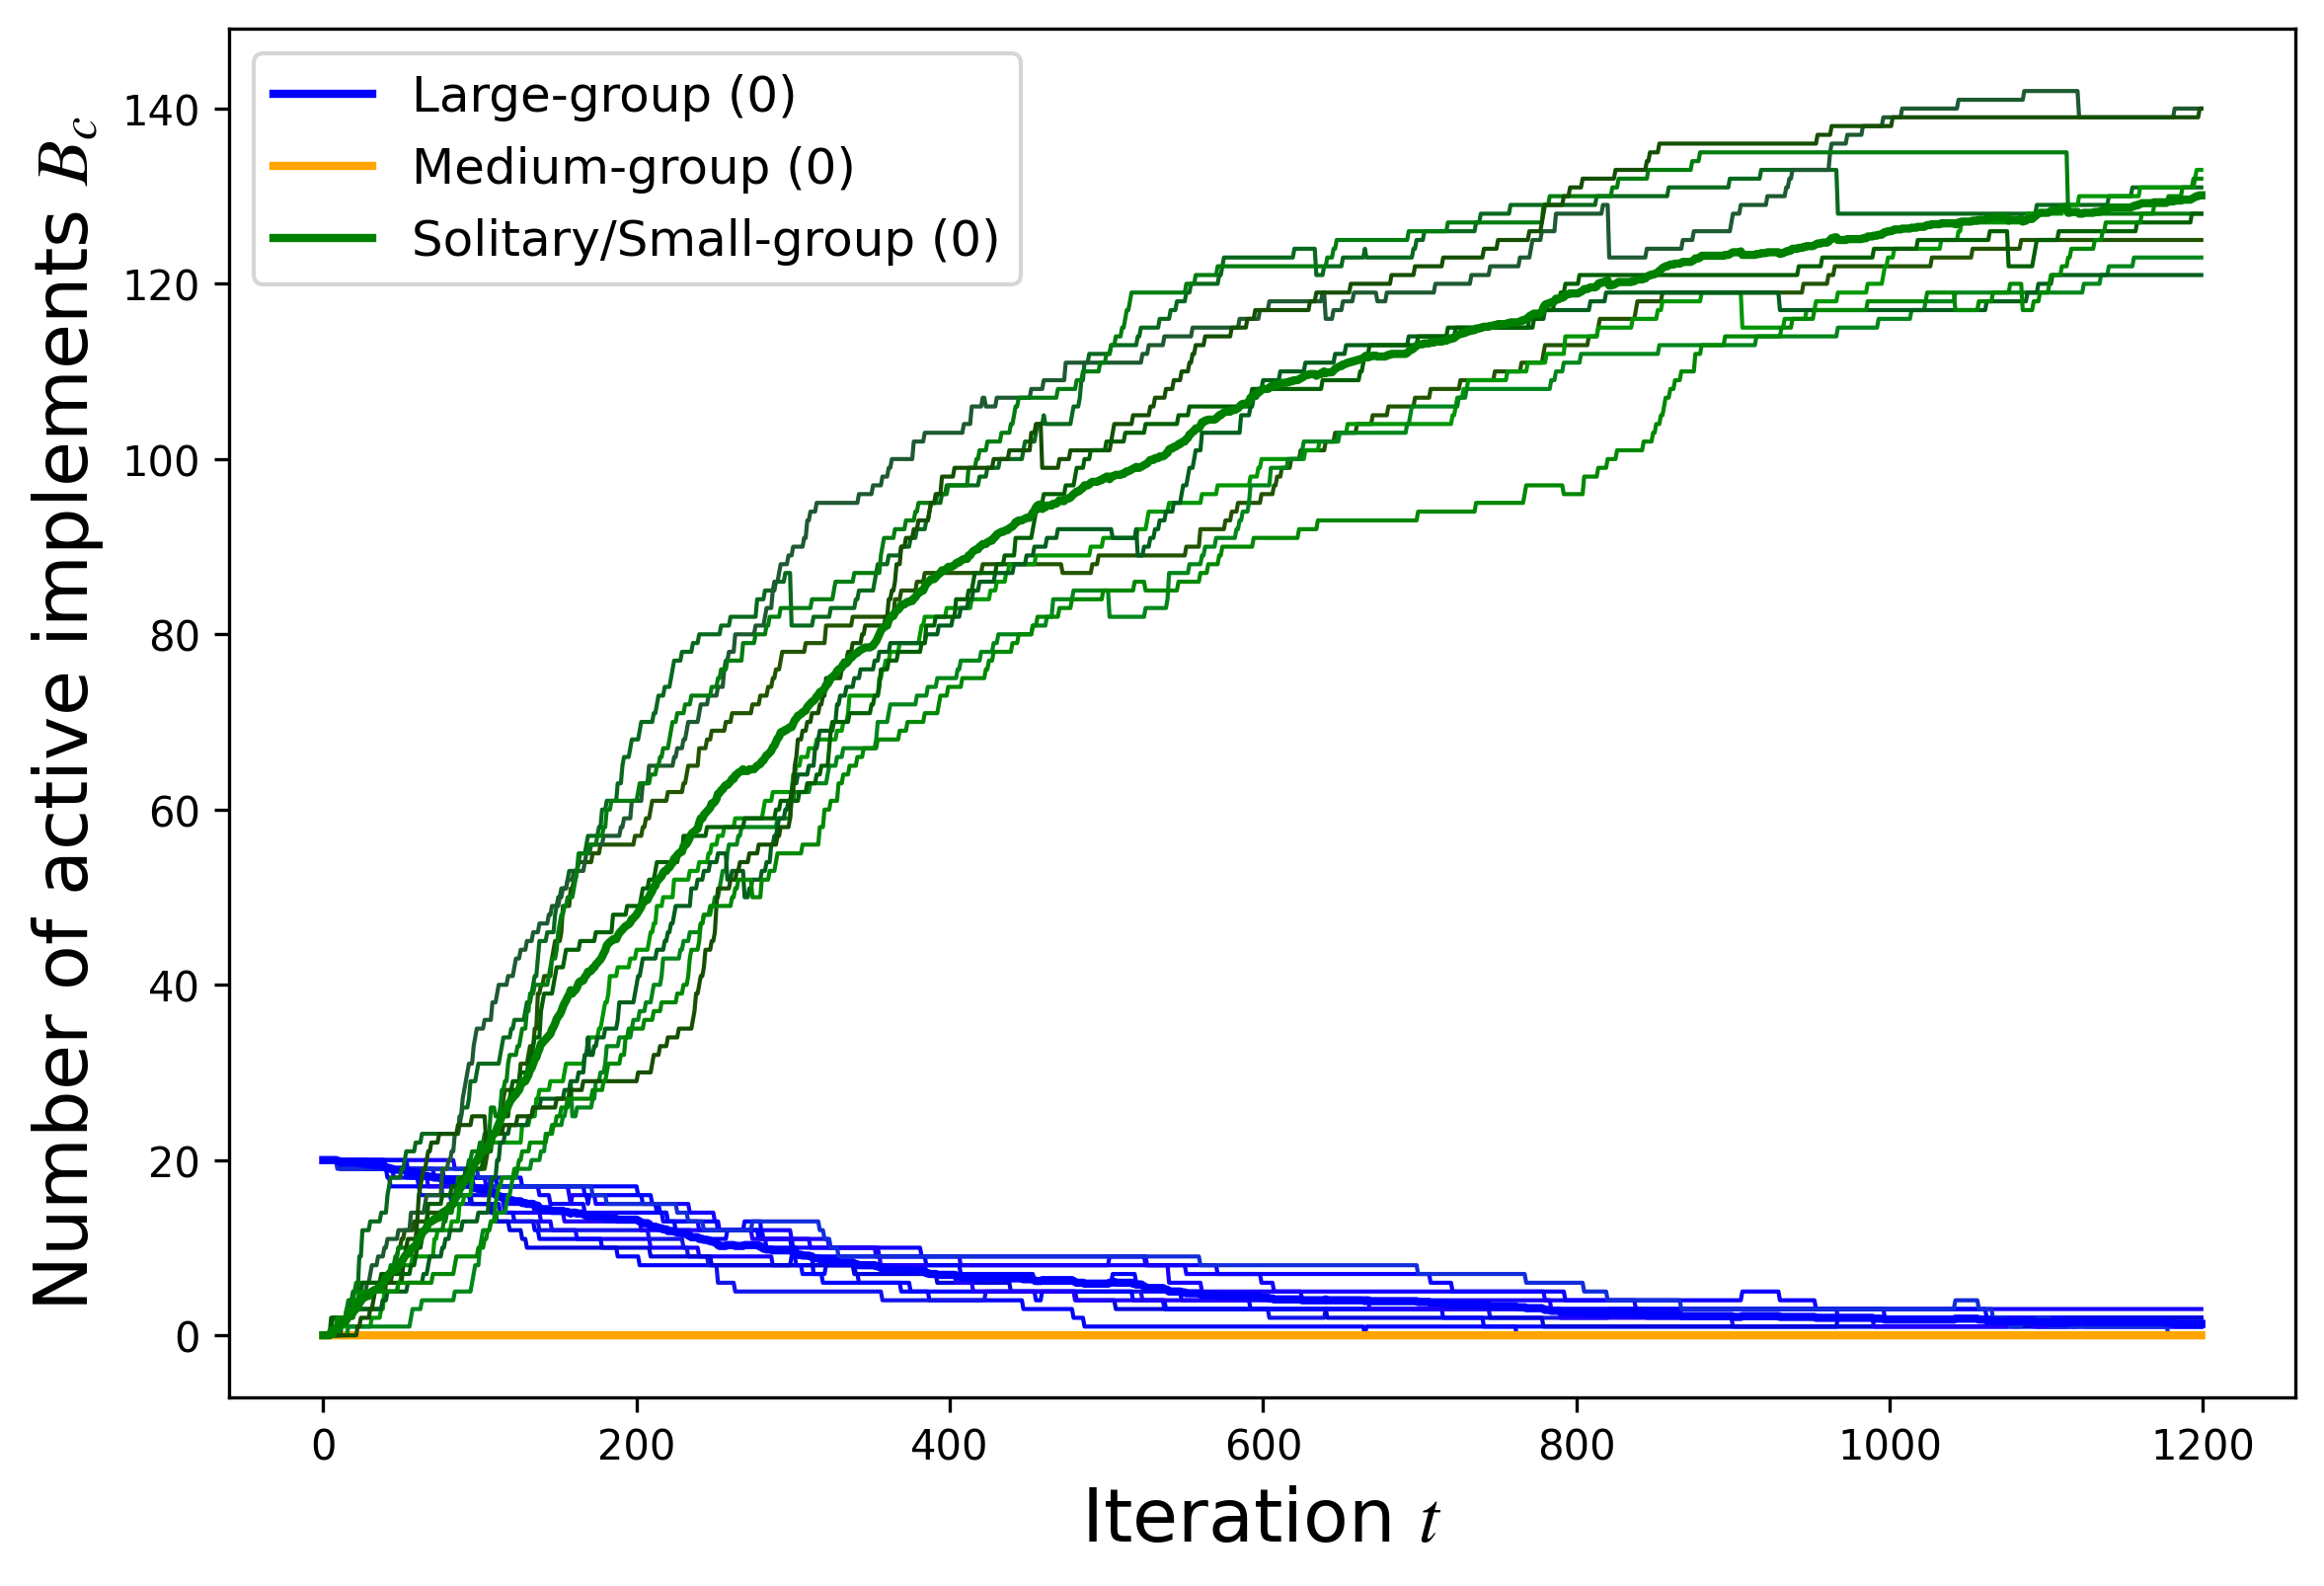 Large-group (0)
Medium-group (0)
Solitary/Small-group (0)
Number of active implements B_c
140
120
100
80
60
40
20
0
0 200 400 600 800 1000 1200
Iteration t